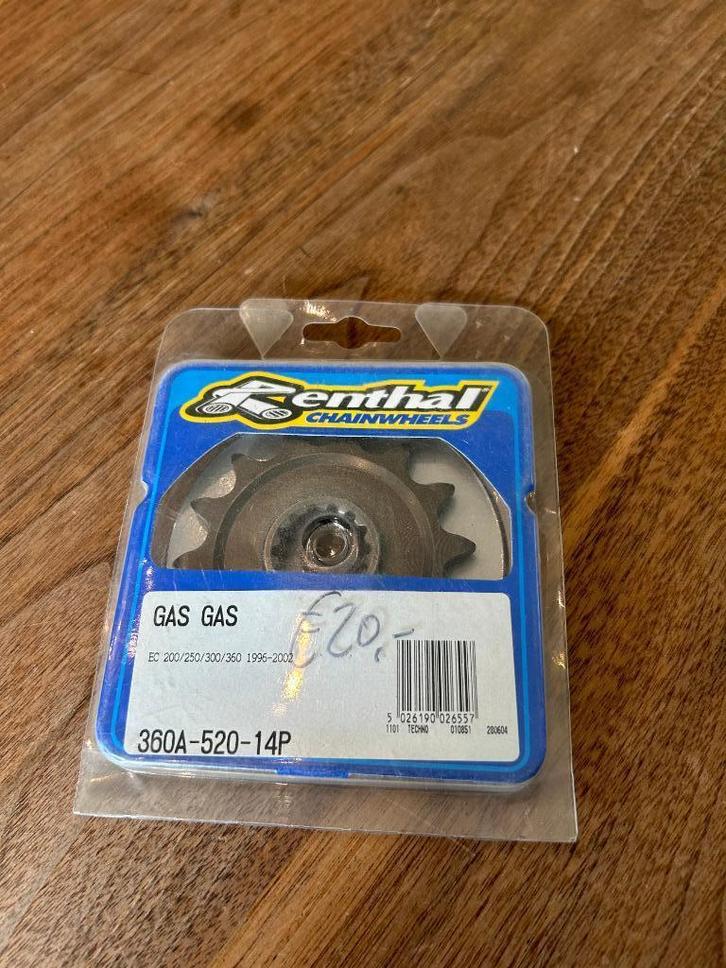 Renthal
CHAINWHEELS
GAS GAS
€20,-
EC 200/250/300/360 1996-2002
5 026190 026557
1101 TECHNO 010851 280604
360A-520-14P